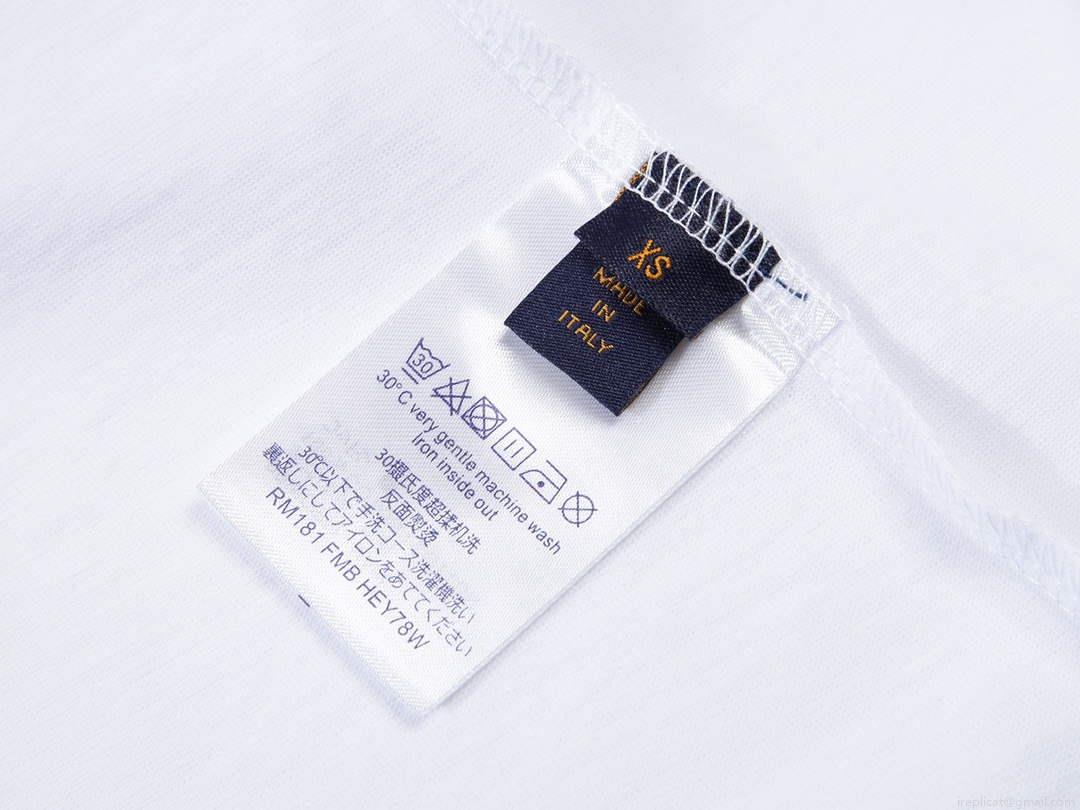 XS
MADE
IN
ITALY
30
30°C very gentle machine wash
Iron inside out
30摄氏度超揉机洗
反面熨烫
30℃以下で手洗コース洗濯機洗い
裏返しにしてアイロンをあててください
RM181 FMB HEY78W
ireplicat@gmail.com